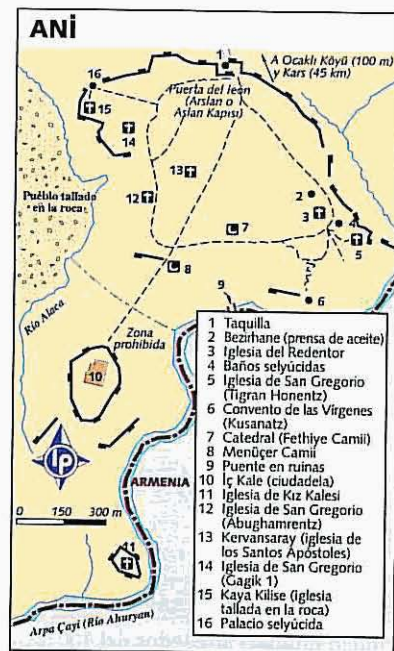 ANİ
1
A Ocaklı Köyü (100 m)
y Kars (45 km)
16
Puerta del león
(Arslan o
Aslan Kapısı)
15
14
13
12
Pueblo tallado
en la roca
2
3
4
5
7
8
9
6
Río Alaca
Zona
prohibida
10
LP
ARMENIA
0 150 300 m
11
Arpa Çayı (Río Ahuryan)
1 Taquilla
2 Bezirhane (prensa de aceite)
3 Iglesia del Redentor
4 Baños selyúcidas
5 Iglesia de San Gregorio
(Tigran Honentz)
6 Convento de las Vírgenes
(Kusanatz)
7 Catedral (Fethiye Camii)
8 Menüçer Camii
9 Puente en ruinas
10 İç Kale (ciudadela)
11 Iglesia de Kız Kalesi
12 Iglesia de San Gregorio
(Abughamrentz)
13 Kervansaray (iglesia de
los Santos Apóstoles)
14 Iglesia de San Gregorio
(Gagik 1)
15 Kaya Kilise (iglesia
tallada en la roca)
16 Palacio selyúcida